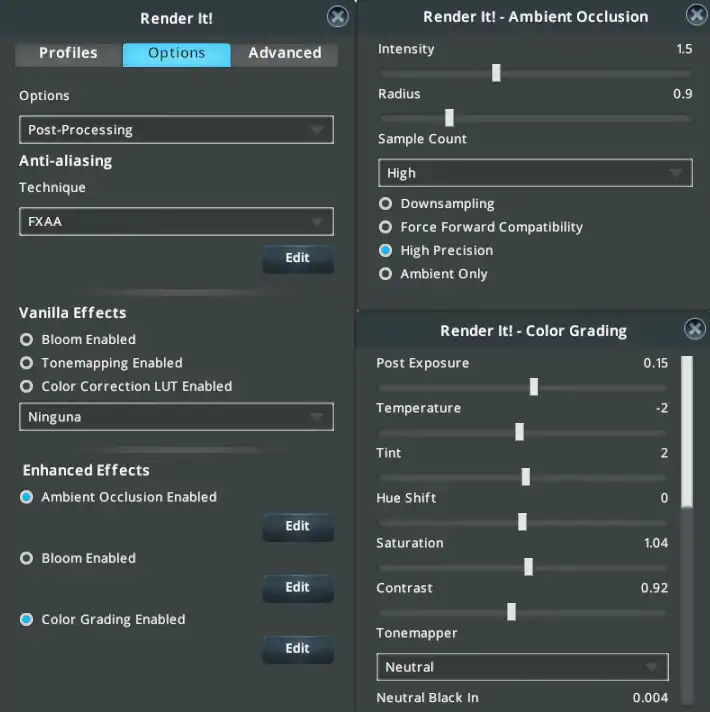 Render It!
Profiles
Options
Advanced
Options
Post-Processing
Anti-aliasing
Technique
FXAA
Edit
Vanilla Effects
Bloom Enabled
Tonemapping Enabled
Color Correction LUT Enabled
Ninguna
Enhanced Effects
Ambient Occlusion Enabled
Edit
Bloom Enabled
Edit
Color Grading Enabled
Edit
Render It! - Ambient Occlusion
Intensity 1.5
Radius 0.9
Sample Count
High
Downsampling
Force Forward Compatibility
High Precision
Ambient Only
Render It! - Color Grading
Post Exposure 0.15
Temperature -2
Tint 2
Hue Shift 0
Saturation 1.04
Contrast 0.92
Tonemapper
Neutral
Neutral Black In 0.004